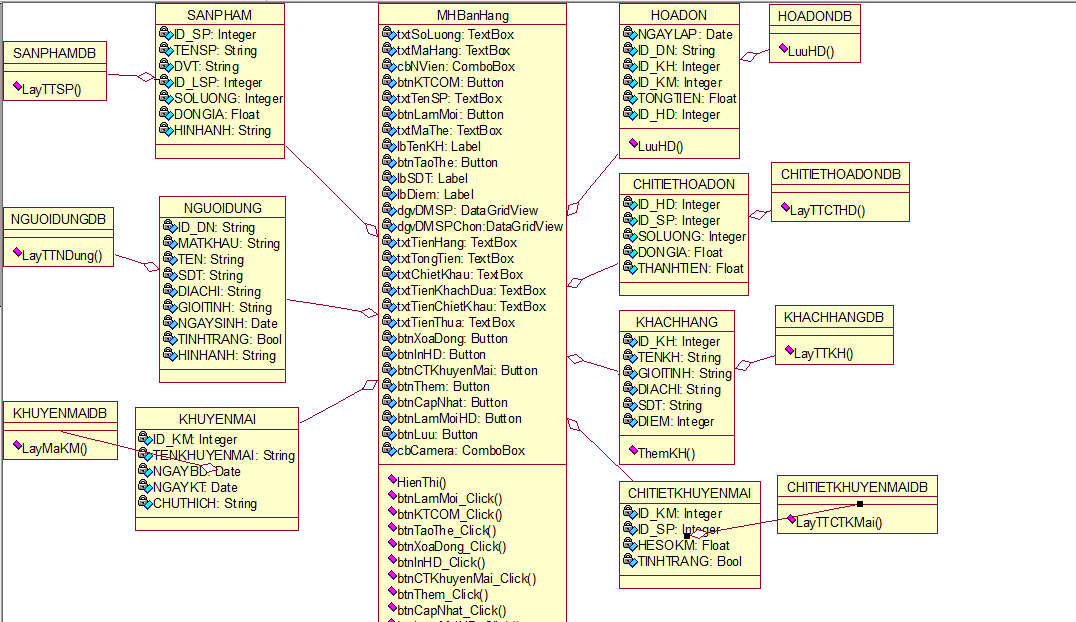 SANPHAMDB
LayTTSP()
SANPHAM
ID_SP: Integer
TENSP: String
DVT: String
ID_LSP: Integer
SOLUONG: Integer
DONGIA: Float
HINHANH: String
NGUOIDUNGDB
LayTTNDung()
NGUOIDUNG
ID_DN: String
MATKHAU: String
TEN: String
SDT: String
DIACHI: String
GIOITINH: String
NGAYSINH: Date
TINHTRANG: Bool
HINHANH: String
KHUYENMAIDB
LayMaKM()
KHUYENMAI
ID_KM: Integer
TENKHUYENMAI: String
NGAYBD: Date
NGAYKT: Date
CHUTHICH: String
MHBanHang
txtSoLuong: TextBox
txtMaHang: TextBox
cbNVien: ComboBox
btnKTCOM: Button
txtTenSP: TextBox
btnLamMoi: Button
txtMaThe: TextBox
lbTenKH: Label
btnTaoThe: Button
lbSDT: Label
lbDiem: Label
dgvDMSP: DataGridView
dgvDMSPChon:DataGridView
txtTienHang: TextBox
txtTongTien: TextBox
txtChietKhau: TextBox
txtTienKhachDua: TextBox
txtTienChietKhau: TextBox
txtTienThua: TextBox
btnXoaDong: Button
btnInHD: Button
btnCTKhuyenMai: Button
btnThem: Button
btnCapNhat: Button
btnLamMoiHD: Button
btnLuu: Button
cbCamera: ComboBox
HienThi()
btnLamMoi_Click()
btnKTCOM_Click()
btnTaoThe_Click()
btnXoaDong_Click()
btnInHD_Click()
btnCTKhuyenMai_Click()
btnThem_Click()
btnCapNhat_Click()
HOADON
NGAYLAP: Date
ID_DN: String
ID_KH: Integer
ID_KM: Integer
TONGTIEN: Float
ID_HD: Integer
LuuHD()
HOADONDB
LuuHD()
CHITIETHOADON
ID_HD: Integer
ID_SP: Integer
SOLUONG: Integer
DONGIA: Float
THANHTIEN: Float
CHITIETHOADONDB
LayTTCTHD()
KHACHHANG
ID_KH: Integer
TENKH: String
GIOITINH: String
DIACHI: String
SDT: String
DIEM: Integer
ThemKH()
KHACHHANGDB
LayTTKH()
CHITIETKHUYENMAI
ID_KM: Integer
ID_SP: Integer
HESOKM: Float
TINHTRANG: Bool
CHITIETKHUYENMAIDB
LayTTCTKMai()